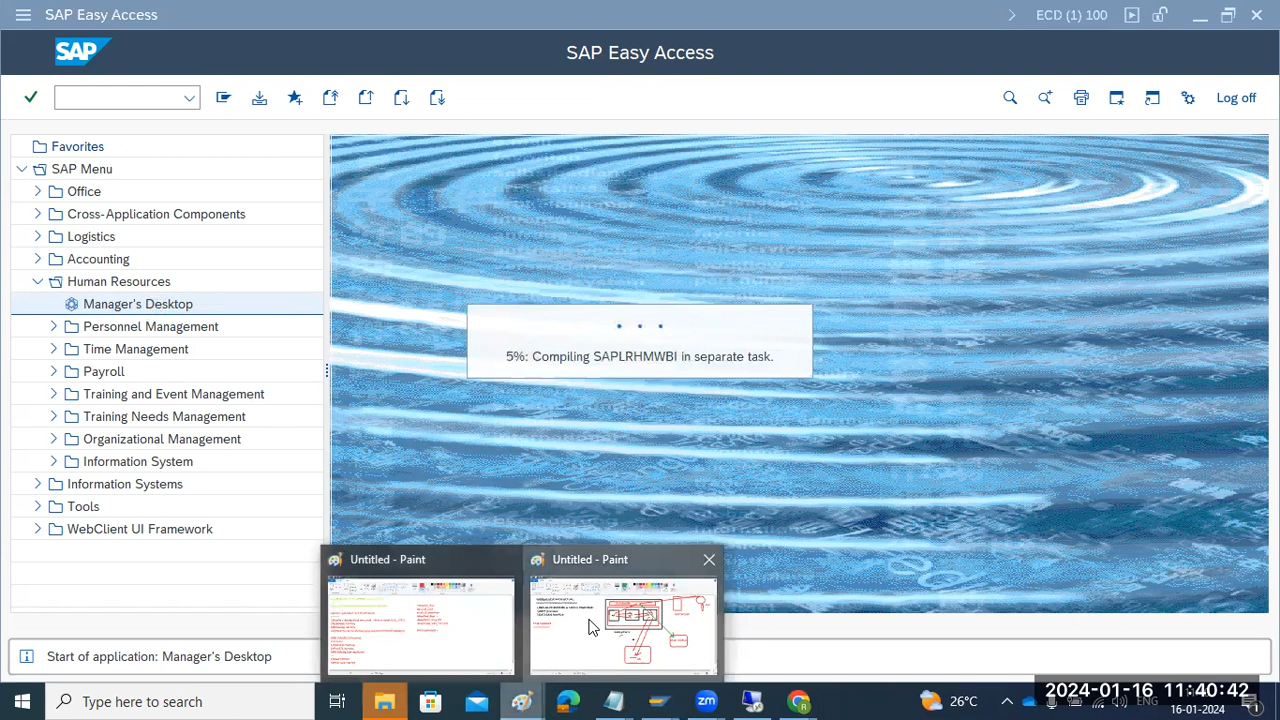 SAP Easy Access
ECD (1) 100
SAP
SAP Easy Access
Log off
Favorites
SAP Menu
Office
Cross-Application Components
Logistics
Accounting
Human Resources
Manager's Desktop
Personnel Management
Time Management
Payroll
Training and Event Management
Training Needs Management
Organizational Management
Information System
Information Systems
Tools
WebClient UI Framework
5%: Compiling SAPLRHMWBI in separate task.
Untitled - Paint
Untitled - Paint
Application: Manager's Desktop
Type here to search
zm
R
26°C
ENG
2024-01-16 11:40:42
16-01-2024